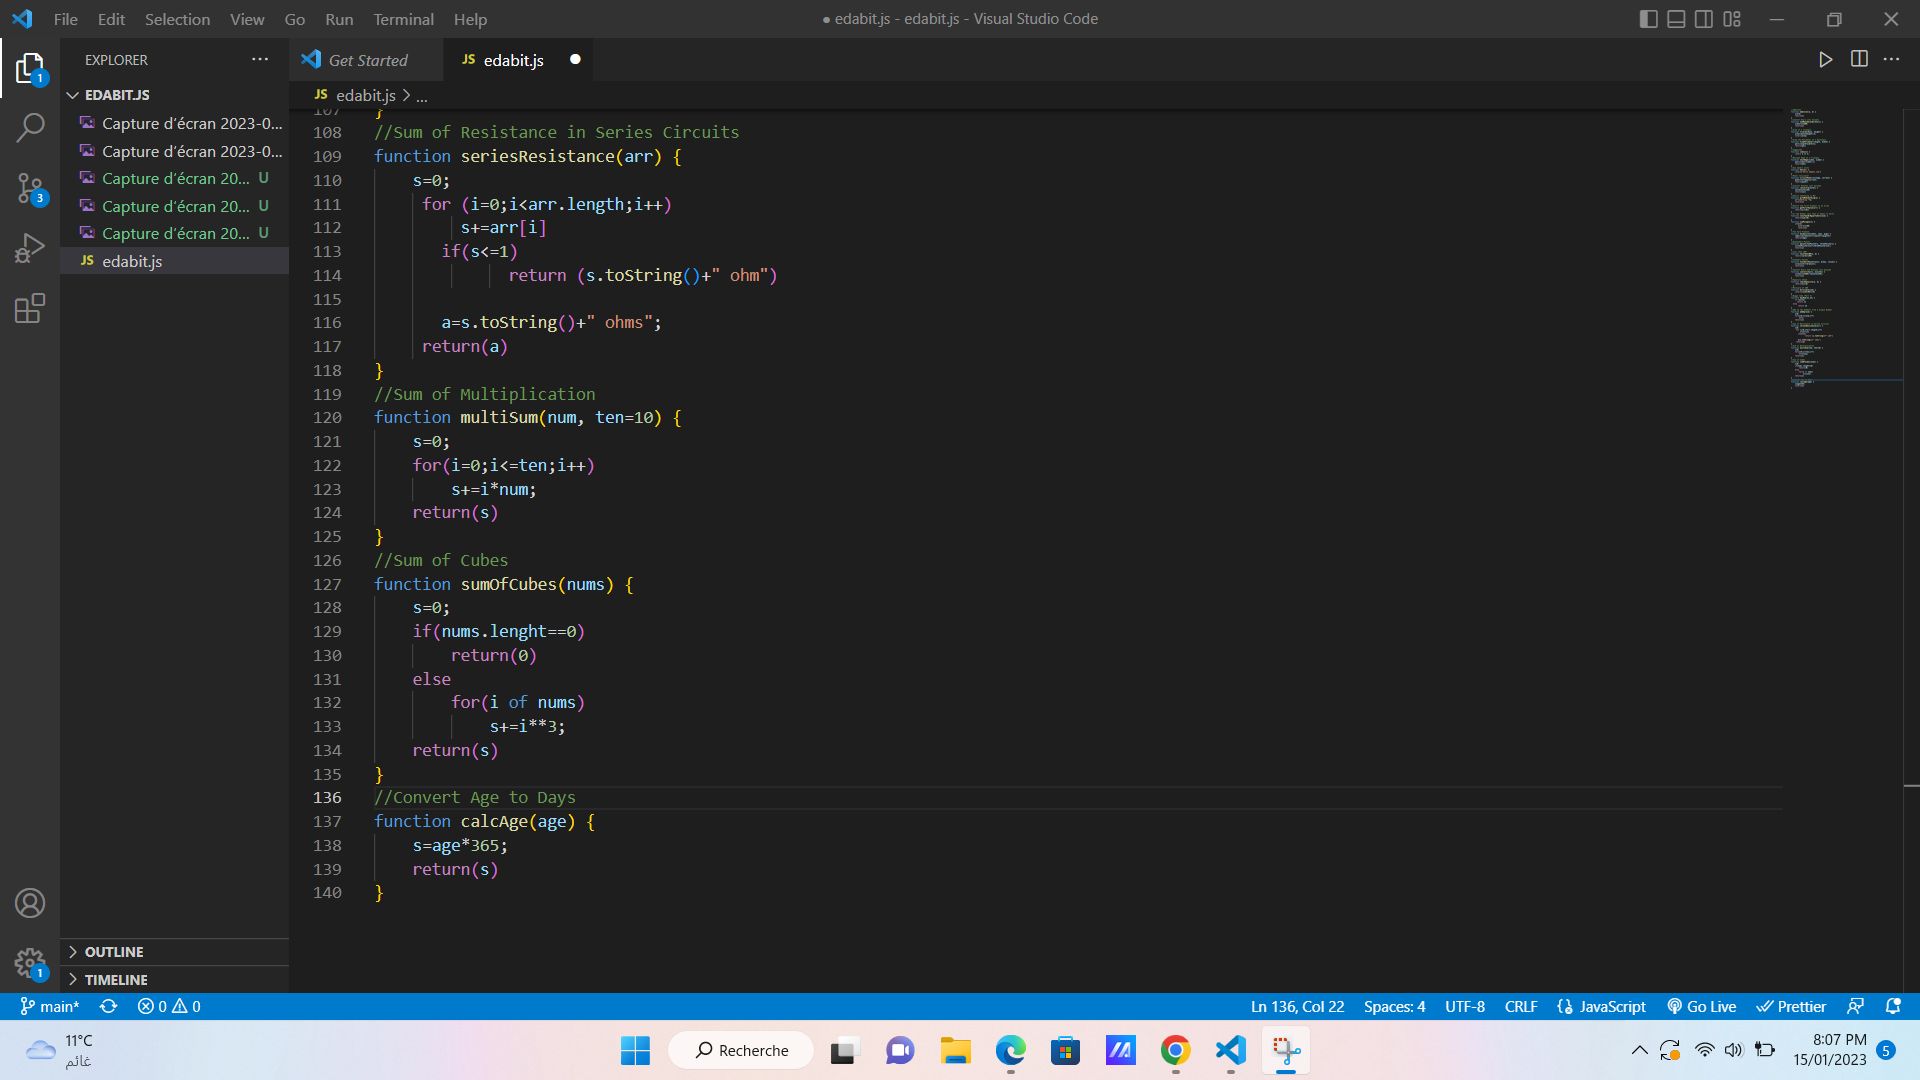 File Edit Selection View Go Run Terminal Help
● edabit.js - edabit.js - Visual Studio Code
EXPLORER
Get Started
JS edabit.js
EDABIT.JS
JS edabit.js > ...
Capture d'écran 2023-0...
Capture d'écran 2023-0...
Capture d'écran 20... U
Capture d'écran 20... U
Capture d'écran 20... U
JS edabit.js
107 }
108 //Sum of Resistance in Series Circuits
109 function seriesResistance(arr) {
110 s=0;
111 for (i=0;i<arr.length;i++)
112 s+=arr[i]
113 if(s<=1)
114 return (s.toString()+" ohm")
115
116 a=s.toString()+" ohms";
117 return(a)
118 }
119 //Sum of Multiplication
120 function multiSum(num, ten=10) {
121 s=0;
122 for(i=0;i<=ten;i++)
123 s+=i*num;
124 return(s)
125 }
126 //Sum of Cubes
127 function sumOfCubes(nums) {
128 s=0;
129 if(nums.lenght==0)
130 return(0)
131 else
132 for(i of nums)
133 s+=i**3;
134 return(s)
135 }
136 //Convert Age to Days
137 function calcAge(age) {
138 s=age*365;
139 return(s)
140 }
1
3
1
OUTLINE
TIMELINE
main* 0 0
Ln 136, Col 22 Spaces: 4 UTF-8 CRLF {} JavaScript Go Live Prettier
11°C
غائم
Recherche
8:07 PM
15/01/2023
5